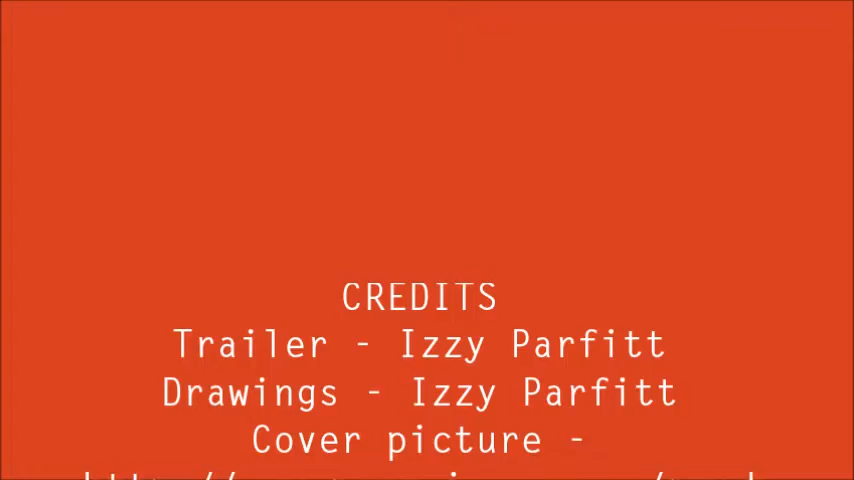 CREDITS
Trailer - Izzy Parfitt
Drawings - Izzy Parfitt
Cover picture -